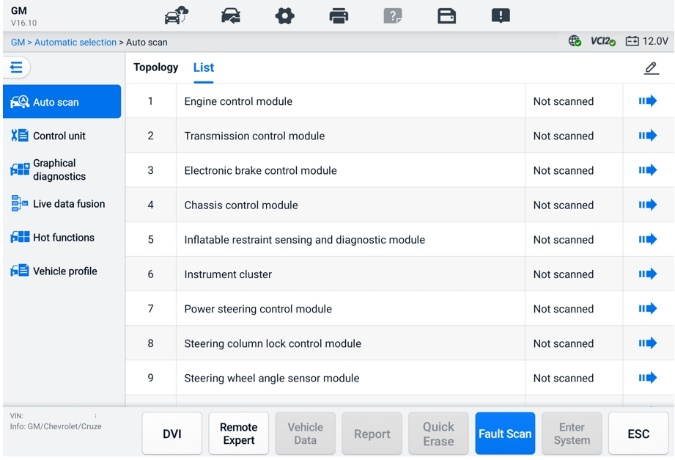 GM
V16.10
GM > Automatic selection > Auto scan
VCI2
12.0V
Topology List
Auto scan
Control unit
Graphical
diagnostics
Live data fusion
Hot functions
Vehicle profile
1 Engine control module Not scanned
2 Transmission control module Not scanned
3 Electronic brake control module Not scanned
4 Chassis control module Not scanned
5 Inflatable restraint sensing and diagnostic module Not scanned
6 Instrument cluster Not scanned
7 Power steering control module Not scanned
8 Steering column lock control module Not scanned
9 Steering wheel angle sensor module Not scanned
VIN:
Info: GM/Chevrolet/Cruze
DVI
Remote
Expert
Vehicle
Data
Report
Quick
Erase
Fault Scan
Enter
System
ESC